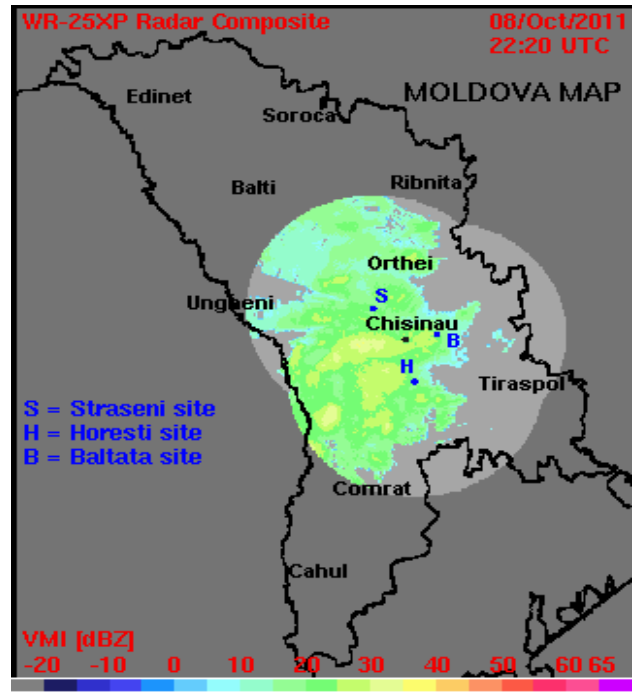 WR-25XP Radar Composite
08/Oct/2011
22:20 UTC
MOLDOVA MAP
Edinet
Soroca
Balti
Ribnita
Orthei
Ungheni
S
Chisinau
B
H
Tiraspol
S = Straseni site
H = Horesti site
B = Baltata site
Comrat
Cahul
VMI [dBZ]
-20 -10 0 10 20 30 40 50 60 65